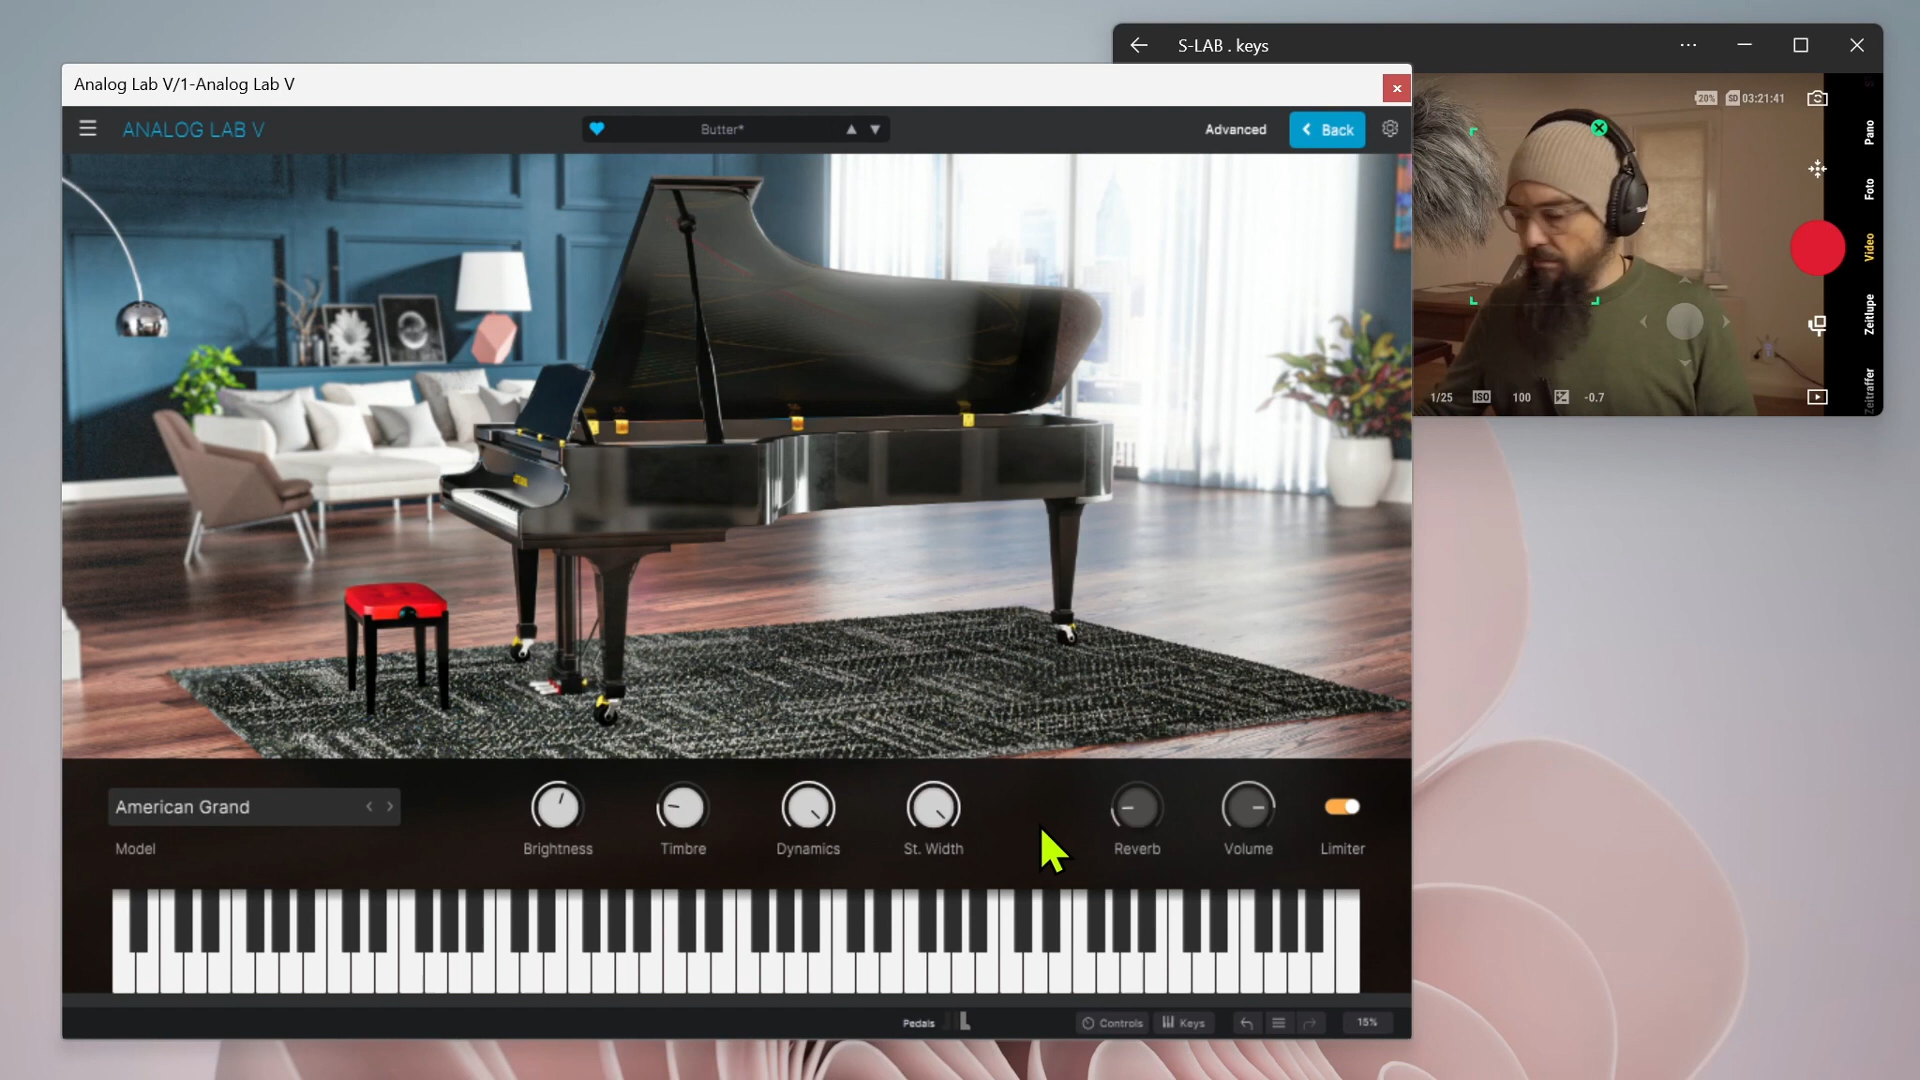 S-LAB . keys
Analog Lab V/1-Analog Lab V
ANALOG LAB V
Butter*
Advanced
Back
20%
SD 03:21:41
Pano
Foto
Video
Zeitlupe
Zeitraffer
1/25
ISO
100
-0.7
American Grand
Model
Brightness
Timbre
Dynamics
St. Width
Reverb
Volume
Limiter
Pedals
Controls
Keys
15%